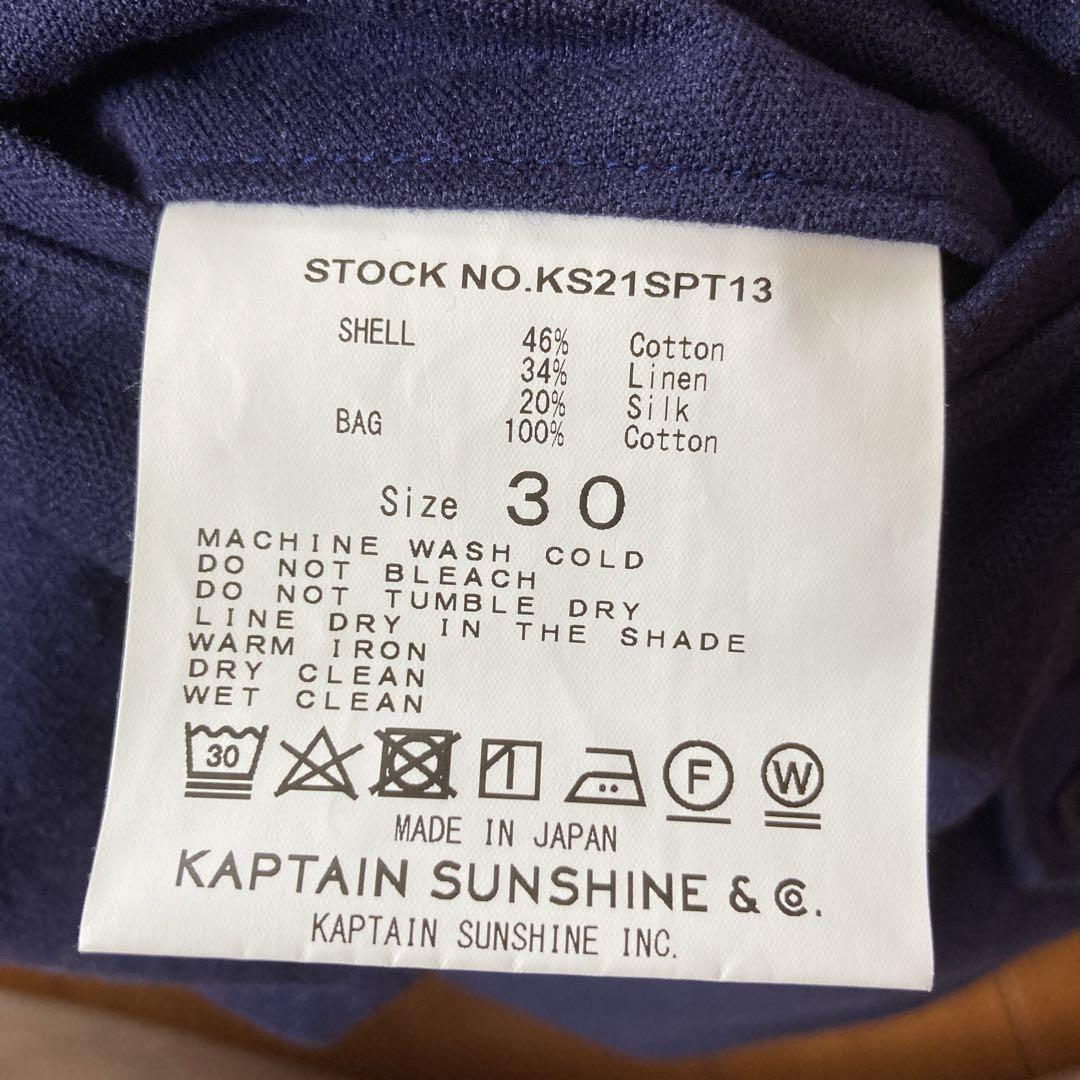 STOCK NO.KS21SPT13
SHELL 46% Cotton
34% Linen
20% Silk
BAG 100% Cotton
Size 30
MACHINE WASH COLD
DO NOT BLEACH
DO NOT TUMBLE DRY
LINE DRY IN THE SHADE
WARM IRON
DRY CLEAN
WET CLEAN
30 F W
MADE IN JAPAN
KAPTAIN SUNSHINE & Co.
KAPTAIN SUNSHINE INC.